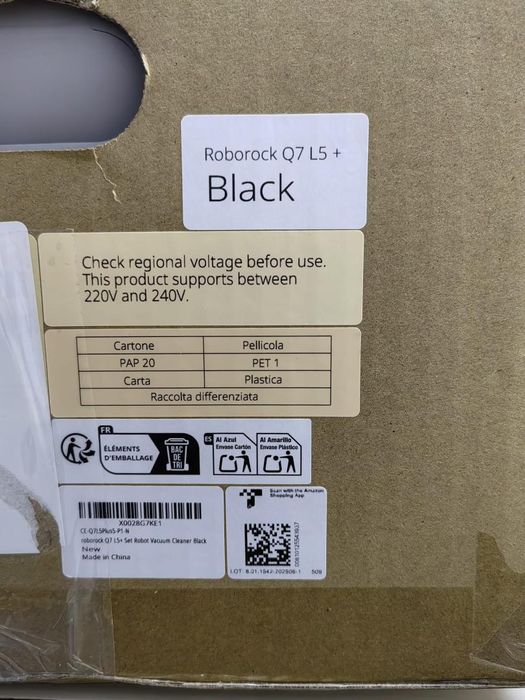 Roborock Q7 L5 +
Black
Check regional voltage before use.
This product supports between
220V and 240V.
Cartone Pellicola
PAP 20 PET 1
Carta Plastica
Raccolta differenziata
FR
ÉLÉMENTS
D'EMBALLAGE
BAC
DE
TRI
ES
Al Azul
Envase Cartón
Al Amarillo
Envase Plástico
X0028G7KE1
CE-Q7L5Plus5-P1-N
roborock Q7 L5+ Set Robot Vacuum Cleaner Black
New
Made in China
Scan with the Amazon
Shopping App